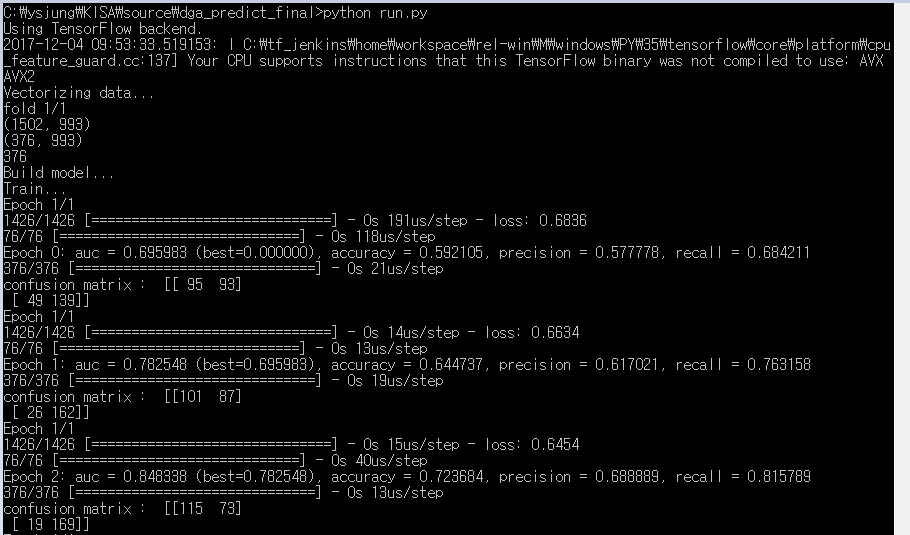 C:₩ysjung₩KISA₩source₩dga_predict_final>python run.py
Using TensorFlow backend.
2017-12-04 09:53:33.519153: I C:₩tf_jenkins₩home₩workspace₩rel-win₩M₩windows₩PY₩35₩tensorflow₩core₩platform₩cpu
_feature_guard.cc:137] Your CPU supports instructions that this TensorFlow binary was not compiled to use: AVX
AVX2
Vectorizing data...
fold 1/1
(1502, 993)
(376, 993)
376
Build model...
Train...
Epoch 1/1
1426/1426 [==============================] - 0s 191us/step - loss: 0.6836
76/76 [==============================] - 0s 118us/step
Epoch 0: auc = 0.695983 (best=0.000000), accuracy = 0.592105, precision = 0.577778, recall = 0.684211
376/376 [==============================] - 0s 21us/step
confusion matrix :  [[ 95  93]
 [ 49 139]]
Epoch 1/1
1426/1426 [==============================] - 0s 14us/step - loss: 0.6634
76/76 [==============================] - 0s 13us/step
Epoch 1: auc = 0.782548 (best=0.695983), accuracy = 0.644737, precision = 0.617021, recall = 0.763158
376/376 [==============================] - 0s 19us/step
confusion matrix :  [[101  87]
 [ 26 162]]
Epoch 1/1
1426/1426 [==============================] - 0s 15us/step - loss: 0.6454
76/76 [==============================] - 0s 40us/step
Epoch 2: auc = 0.848338 (best=0.782548), accuracy = 0.723684, precision = 0.688889, recall = 0.815789
376/376 [==============================] - 0s 13us/step
confusion matrix :  [[115  73]
 [ 19 169]]